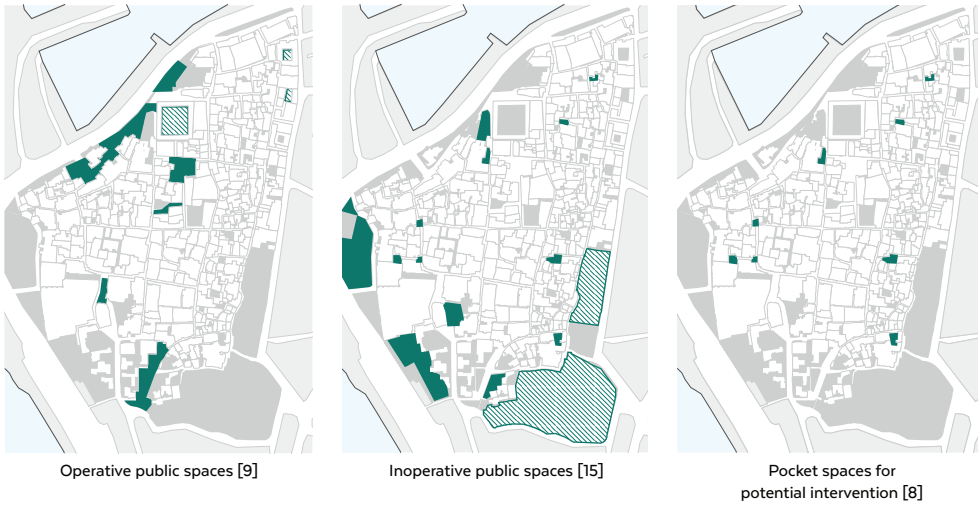 Operative public spaces [9]
Inoperative public spaces [15]
Pocket spaces for
potential intervention [8]